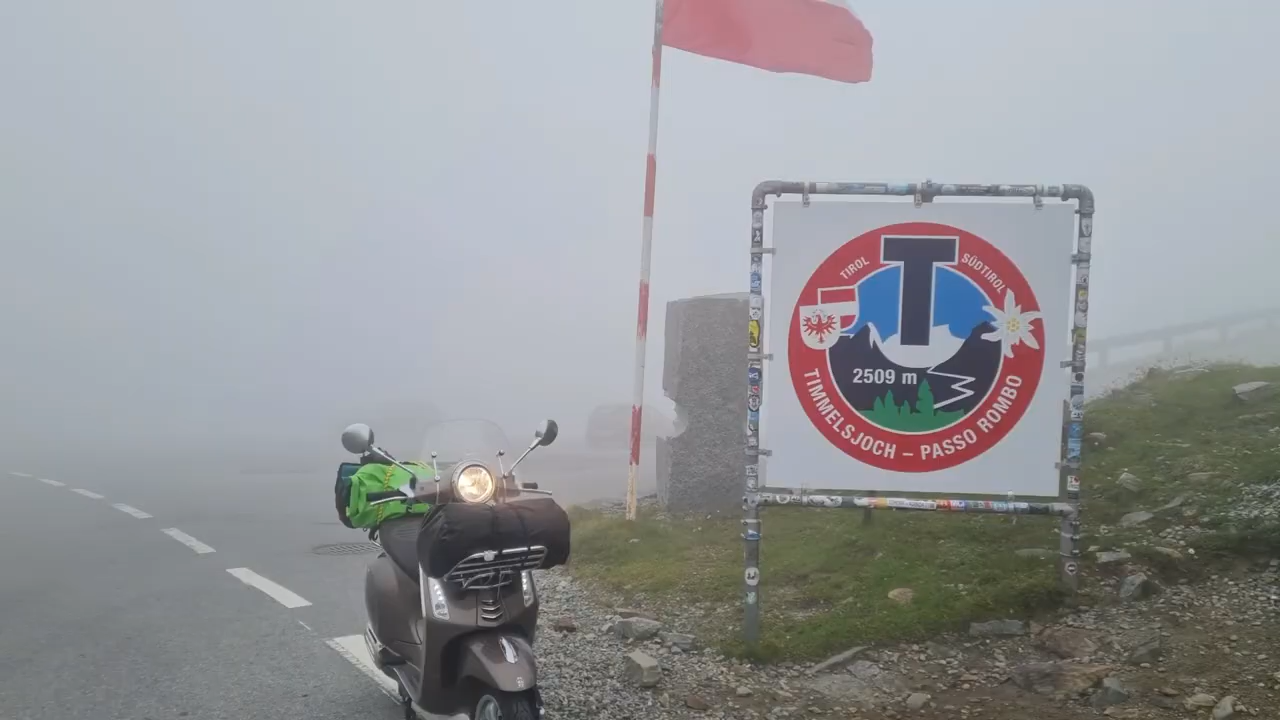 T
TIROL
SÜDTIROL
2509 m
TIMMELSJOCH – PASSO ROMBO